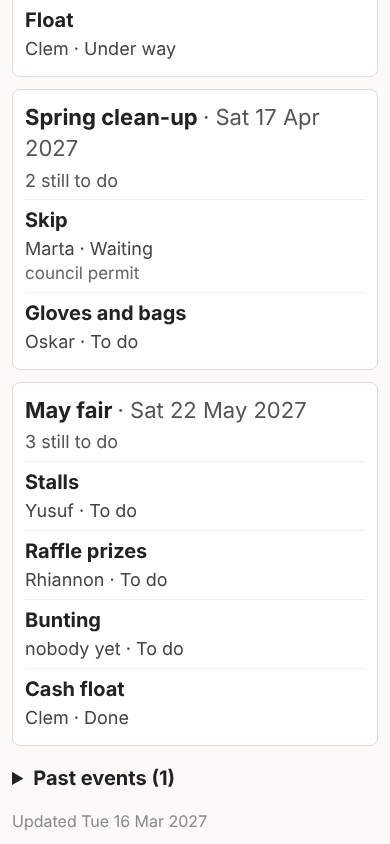 Float
Clem · Under way
Spring clean-up · Sat 17 Apr
2027
2 still to do
Skip
Marta · Waiting
council permit
Gloves and bags
Oskar · To do
May fair · Sat 22 May 2027
3 still to do
Stalls
Yusuf · To do
Raffle prizes
Rhiannon · To do
Bunting
nobody yet · To do
Cash float
Clem · Done
Past events (1)
Updated Tue 16 Mar 2027